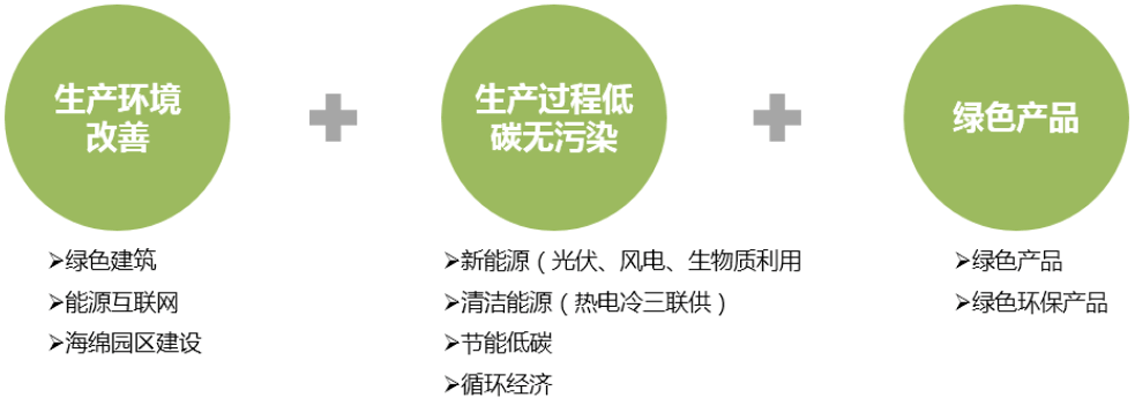 生产环境
改善
+
生产过程低
碳无污染
+
绿色产品
➢绿色建筑
➢能源互联网
➢海绵园区建设
➢新能源（光伏、风电、生物质利用
➢清洁能源（热电冷三联供）
➢节能低碳
➢循环经济
➢绿色产品
➢绿色环保产品